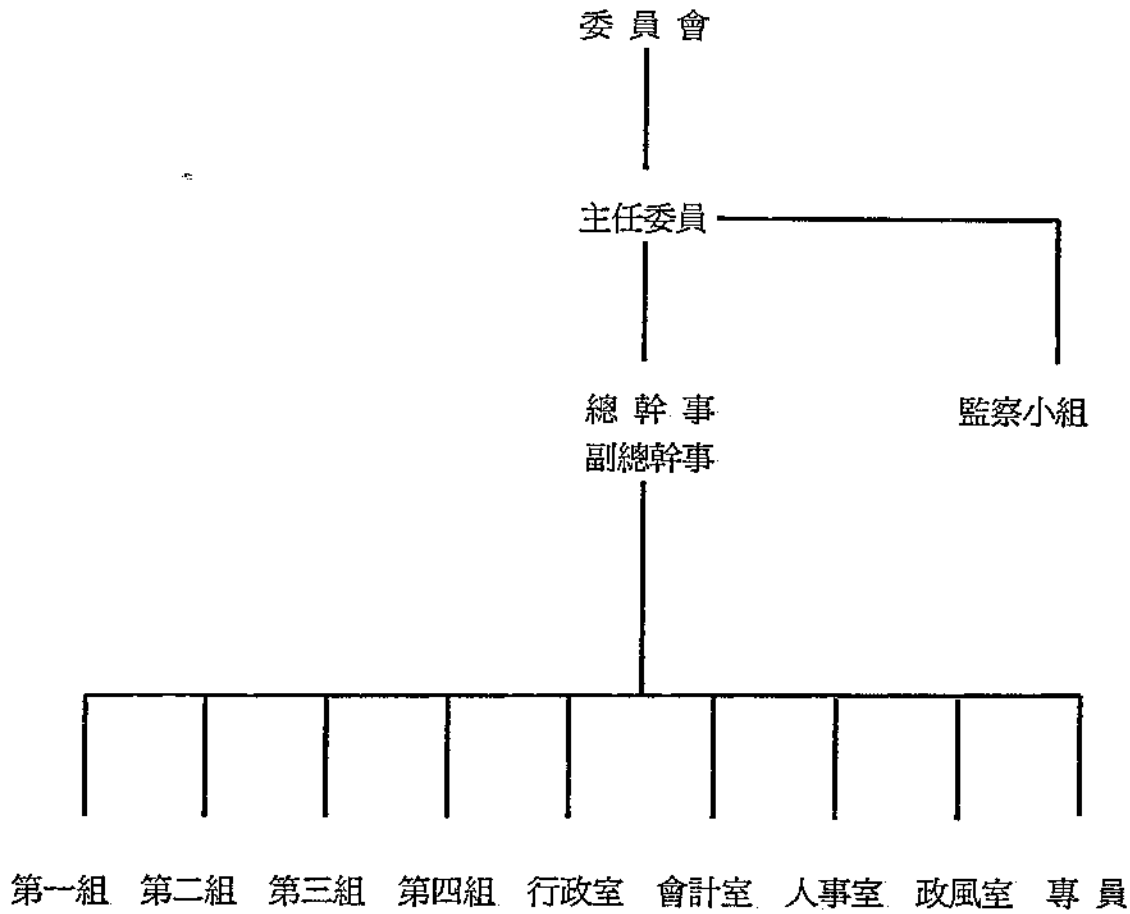 委員會
主任委員
總幹事
監察小組
副總幹事
第一組 第二組 第三組 第四組 行政室 會計室 人事室 政風室 專員